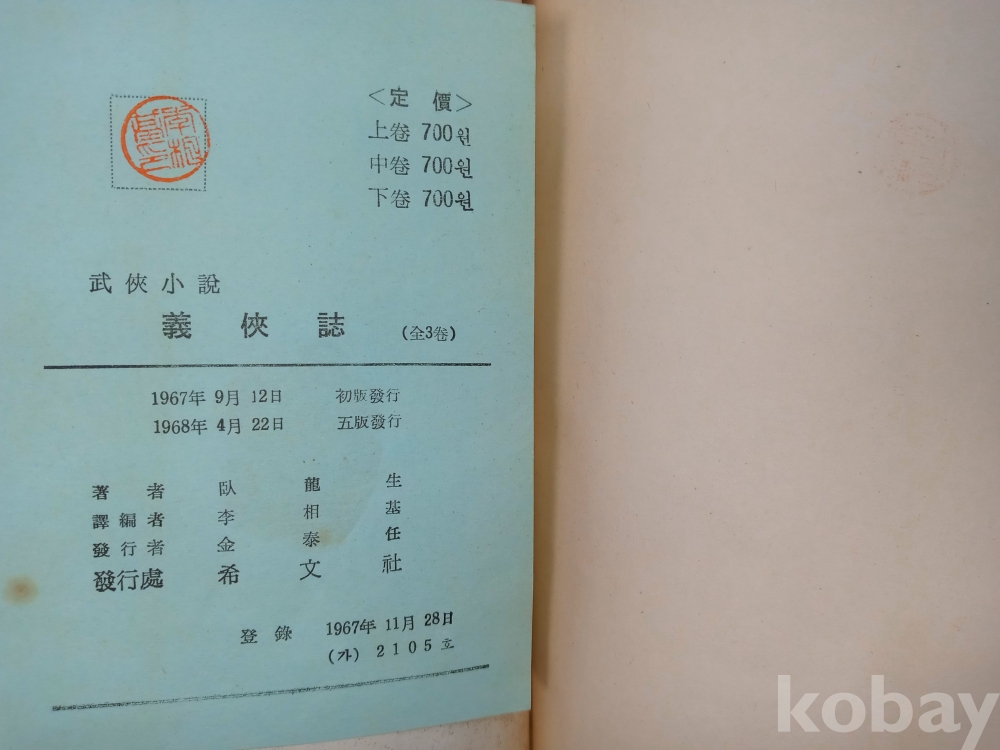 <定 價>
上卷 700원
中卷 700원
下卷 700원
武俠小說
義俠誌 (全3卷)
1967年 9月 12日 初版發行
1968年 4月 22日 五版發行
著者 臥龍生
譯編者 李相基
發行者 金泰任
發行處 希文社
登錄 1967年 11月 28日
(가) 2105호
kobay